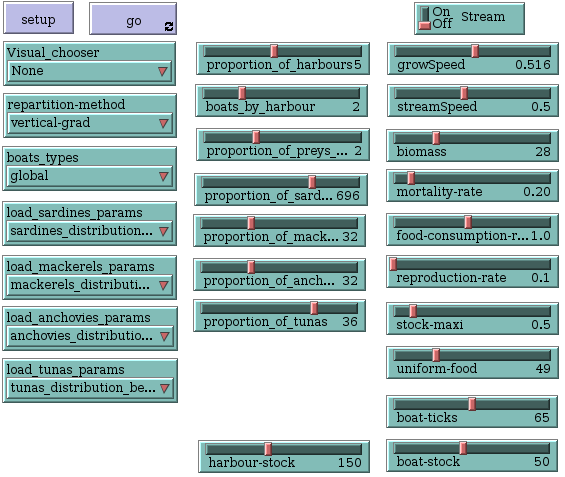 setup
go
On
Off
Stream
Visual_chooser
None
repartition-method
vertical-grad
boats_types
global
load_sardines_params
sardines_distribution...
load_mackerels_params
mackerels_distributi...
load_anchovies_params
anchovies_distributio...
load_tunas_params
tunas_distribution_be...
proportion_of_harbours 5
boats_by_harbour 2
proportion_of_preys_... 2
proportion_of_sard... 696
proportion_of_mack... 32
proportion_of_anch... 32
proportion_of_tunas 36
harbour-stock 150
growSpeed 0.516
streamSpeed 0.5
biomass 28
mortality-rate 0.20
food-consumption-r... 1.0
reproduction-rate 0.1
stock-maxi 0.5
uniform-food 49
boat-ticks 65
boat-stock 50